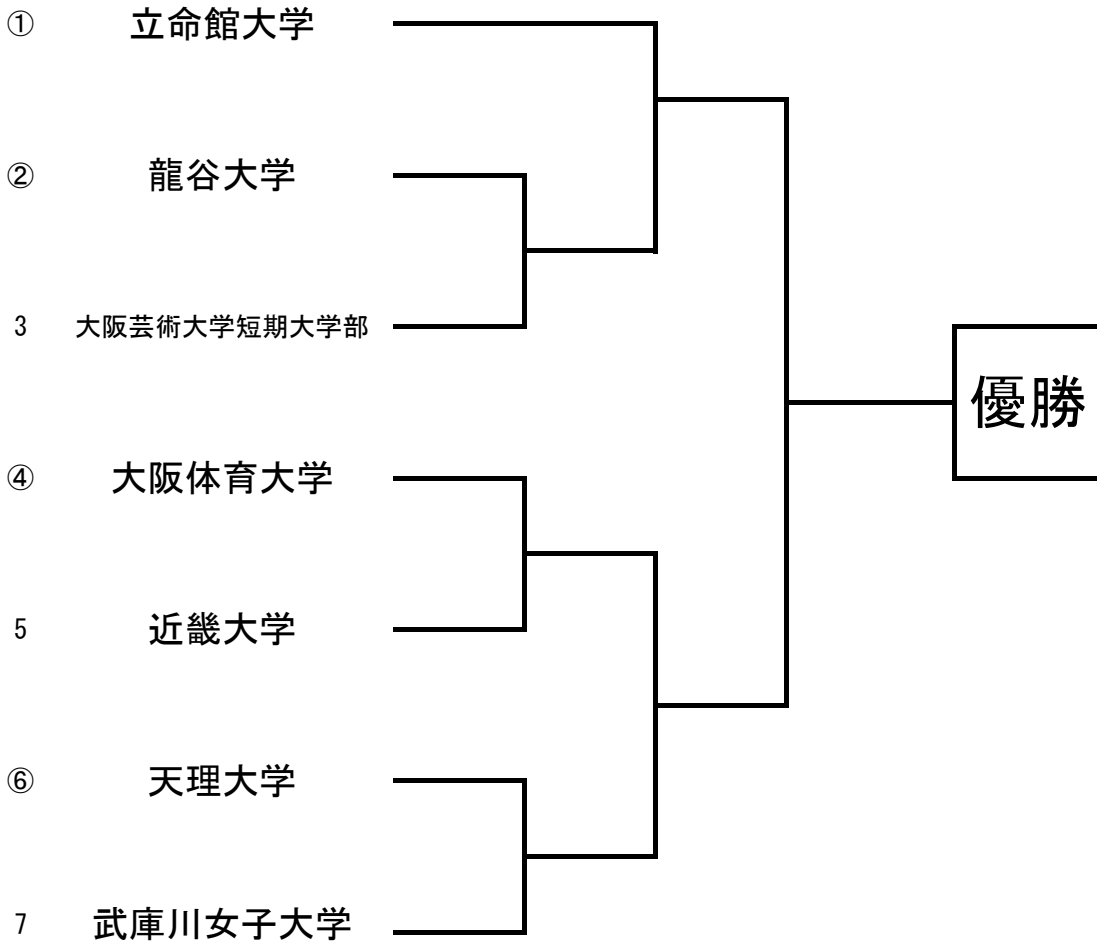 ① 立命館大学
② 龍谷大学
3 大阪芸術大学短期大学部
優勝
④ 大阪体育大学
5 近畿大学
⑥ 天理大学
7 武庫川女子大学